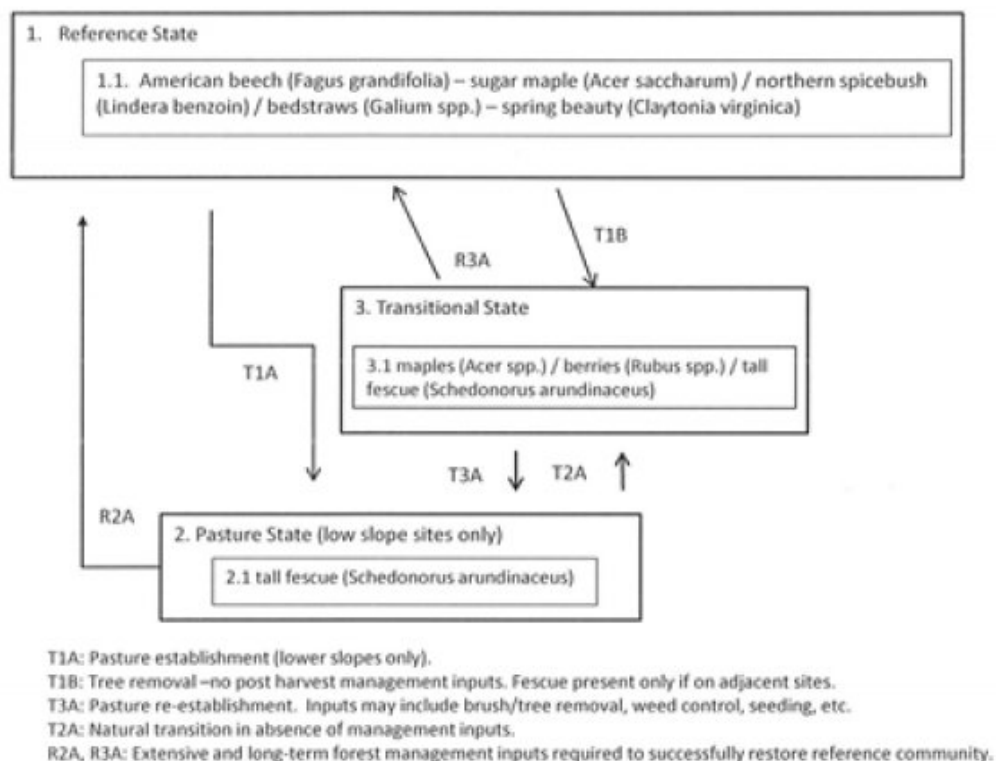 1. Reference State
1.1. American beech (Fagus grandifolia) – sugar maple (Acer saccharum) / northern spicebush
(Lindera benzoin) / bedstraws (Galium spp.) – spring beauty (Claytonia virginica)
T1B
R3A
3. Transitional State
3.1 maples (Acer spp.) / berries (Rubus spp.) / tall
fescue (Schedonorus arundinaceus)
T1A
T3A
T2A
R2A
2. Pasture State (low slope sites only)
2.1 tall fescue (Schedonorus arundinaceus)
T1A: Pasture establishment (lower slopes only).
T1B: Tree removal –no post harvest management inputs. Fescue present only if on adjacent sites.
T3A: Pasture re-establishment. Inputs may include brush/tree removal, weed control, seeding, etc.
T2A: Natural transition in absence of management inputs.
R2A, R3A: Extensive and long-term forest management inputs required to successfully restore reference community.